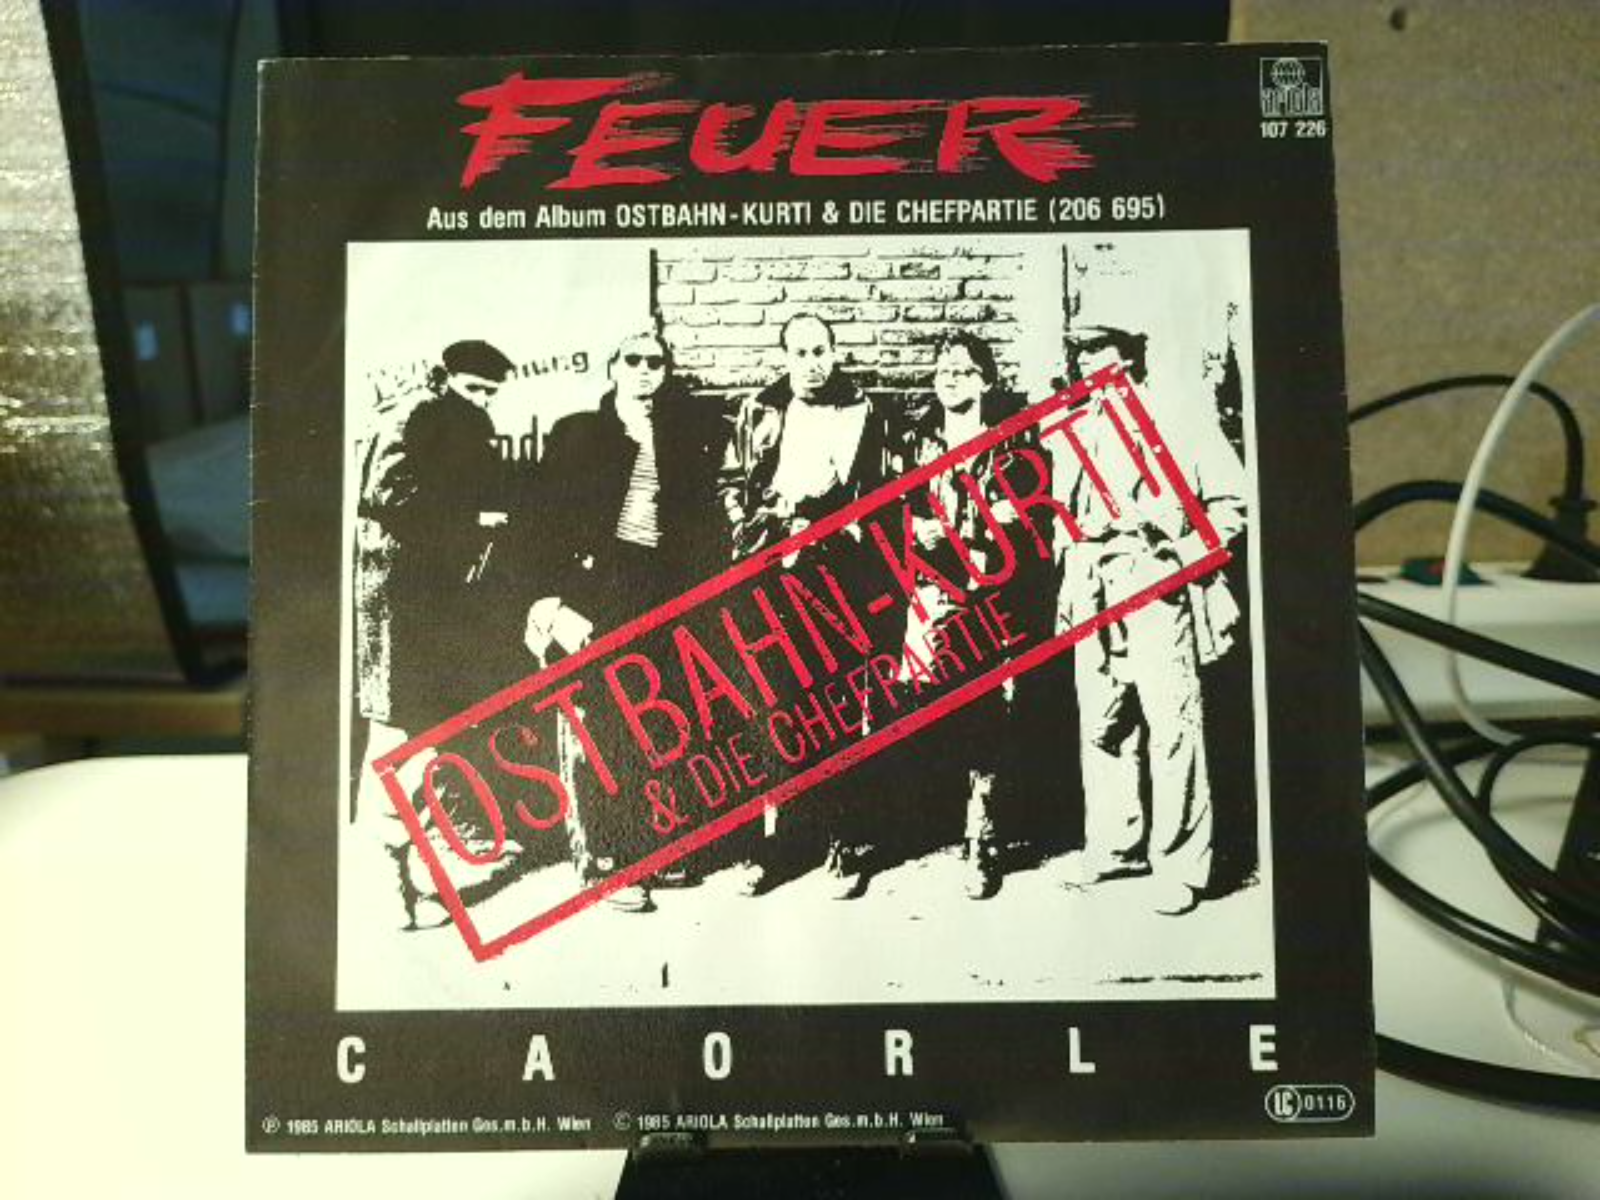 FEUER
ariola
107 226
Aus dem Album OSTBAHN-KURTI & DIE CHEFPARTIE (206 695)
OSTBAHN-KURTI
& DIE CHEFPARTIE
CAORLE
LC 0116
℗ 1985 ARIOLA Schallplatten Ges.m.b.H. Wien © 1985 ARIOLA Schallplatten Ges.m.b.H. Wien